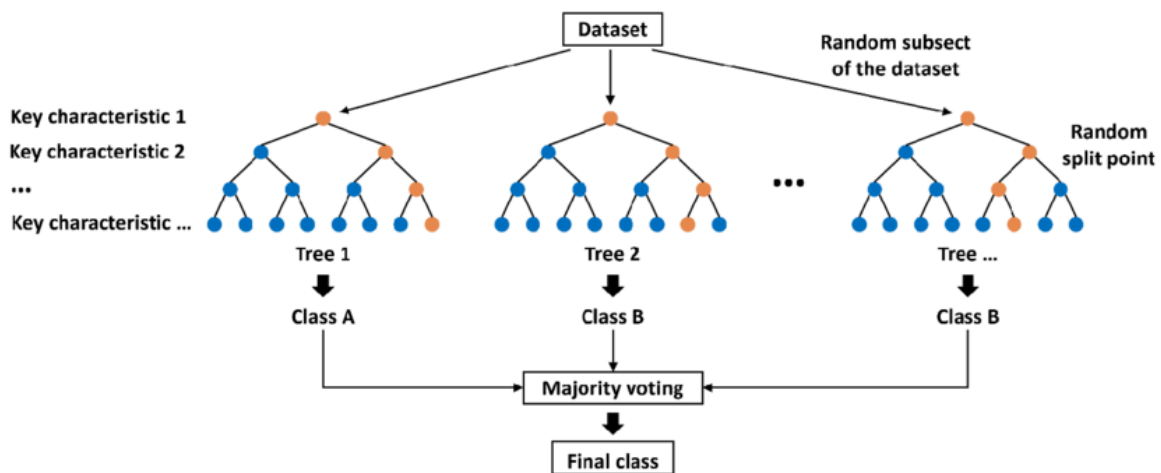 Dataset
Random subsect
of the dataset
Key characteristic 1
Key characteristic 2
Random
split point
...
...
Key characteristic ...
Tree 1
Tree 2
Tree ...
Class A
Class B
Class B
Majority voting
Final class